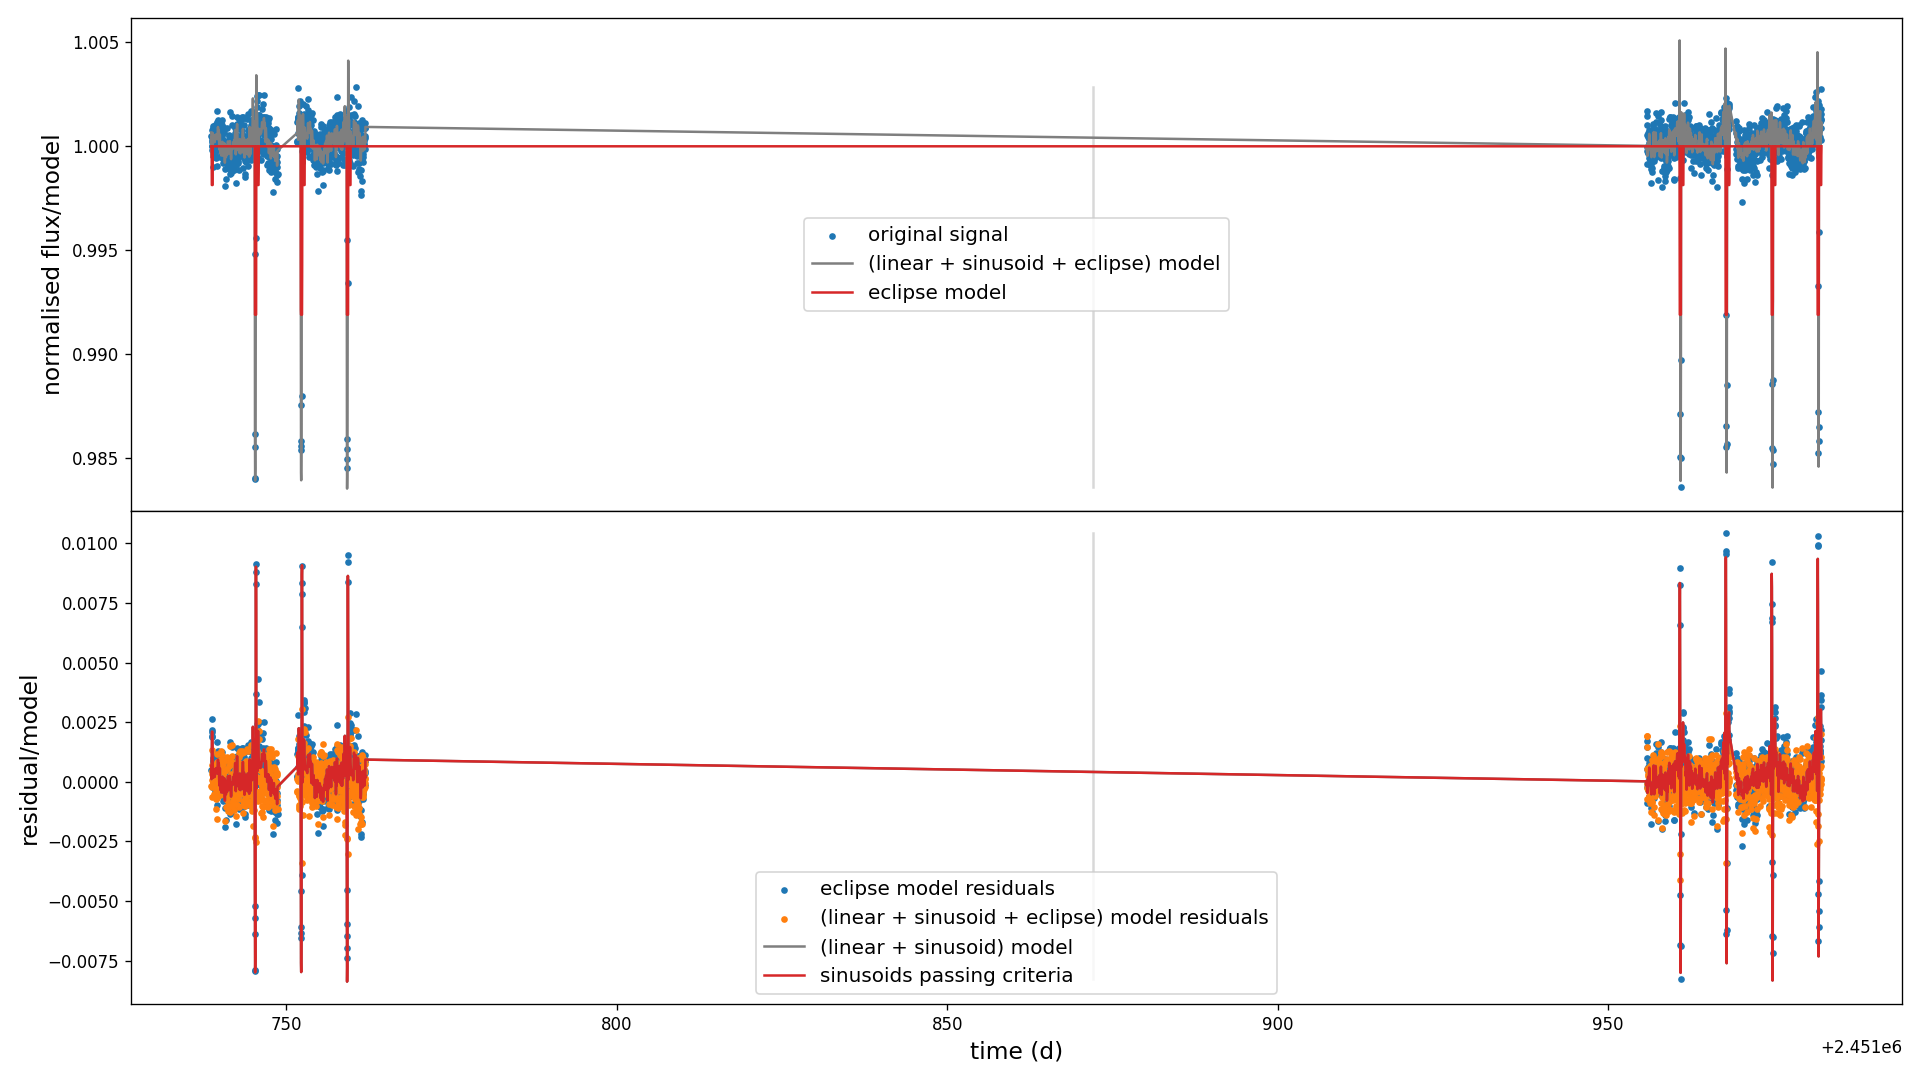 normalised flux/model
1.005
1.000
0.995
0.990
0.985
original signal
(linear + sinusoid + eclipse) model
eclipse model
residual/model
0.0100
0.0075
0.0050
0.0025
0.0000
−0.0025
−0.0050
−0.0075
eclipse model residuals
(linear + sinusoid + eclipse) model residuals
(linear + sinusoid) model
sinusoids passing criteria
750 800 850 900 950
time (d)
+2.451e6